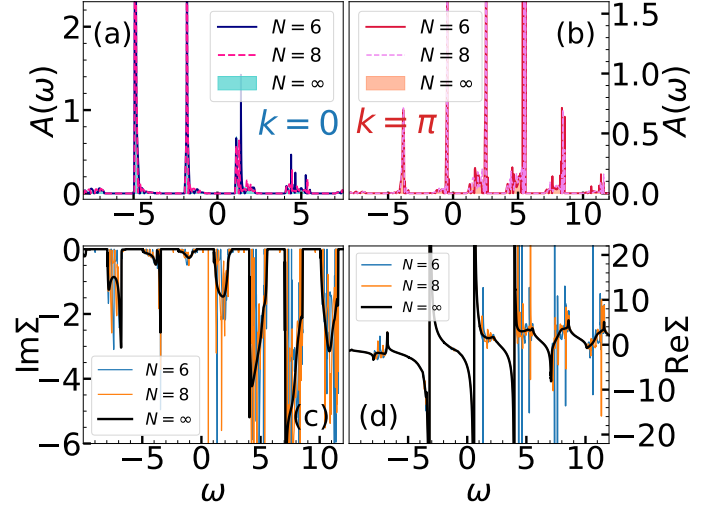 (a)
N = 6
N = 8
N = ∞
k = 0
A(ω)
0
1
2
−5
0
5
ω
(b)
N = 6
N = 8
N = ∞
k = π
A(ω)
0.0
0.5
1.0
1.5
−5
0
5
10
ImΣ
0
−2
−4
−6
N = 6
N = 8
N = ∞
(c)
−10
−5
0
5
10
ω
N = 6
N = 8
N = ∞
(d)
ReΣ
20
10
0
−10
−20
−5
0
5
10
ω